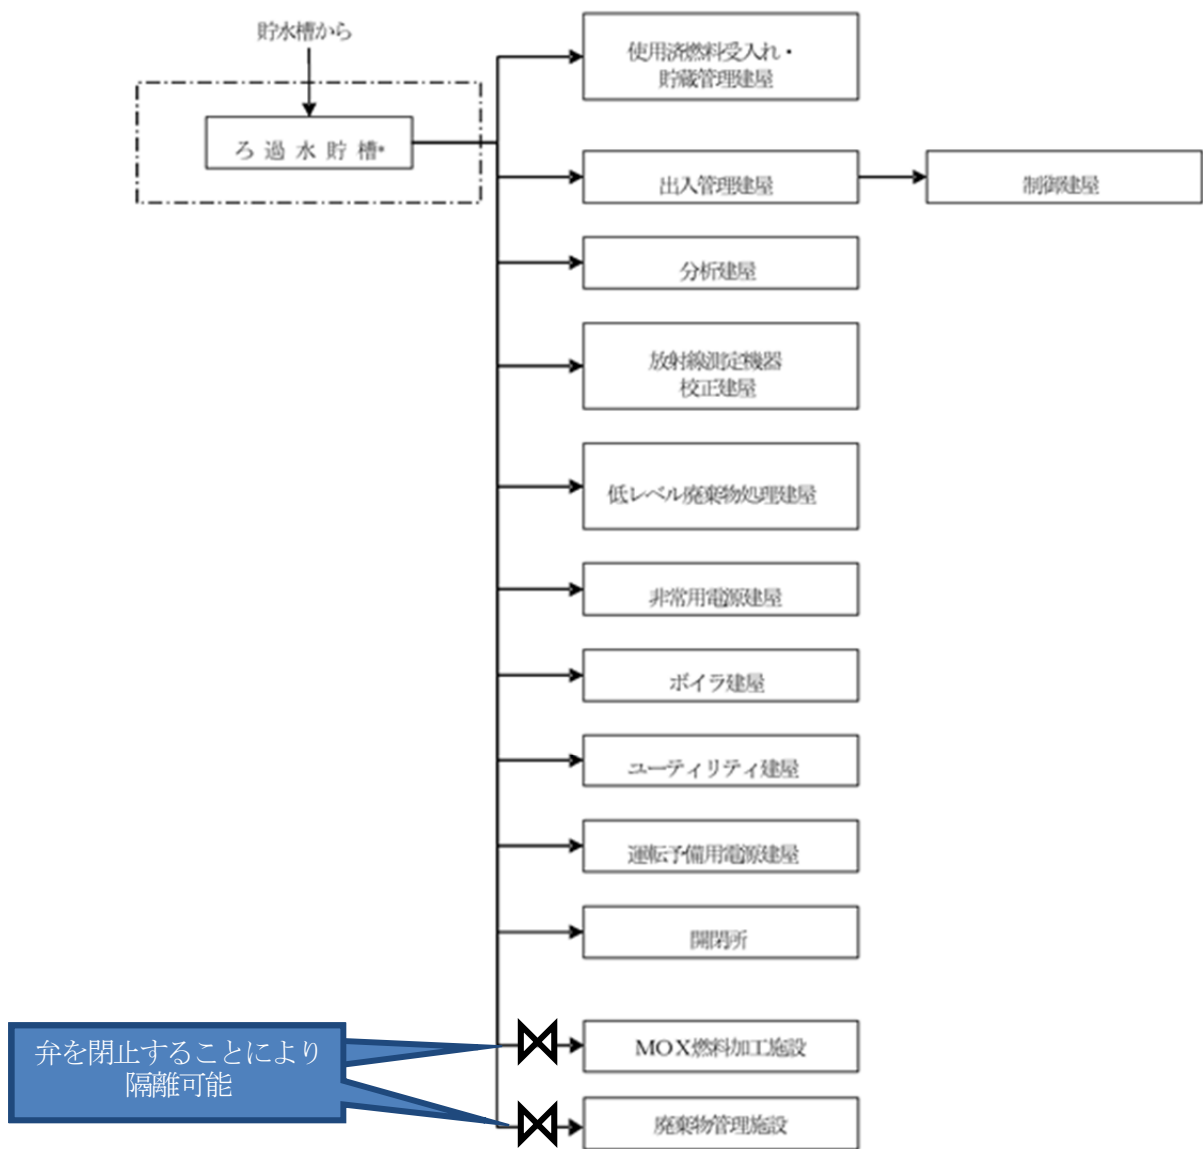 貯水槽から
ろ過水貯槽*
使用済燃料受入れ・
貯蔵管理建屋
出入管理建屋
制御建屋
分析建屋
放射線測定機器
校正建屋
低レベル廃棄物処理建屋
非常用電源建屋
ボイラ建屋
ユーティリティ建屋
運転予備用電源建屋
開閉所
弁を閉止することにより
隔離可能
MOX燃料加工施設
廃棄物管理施設